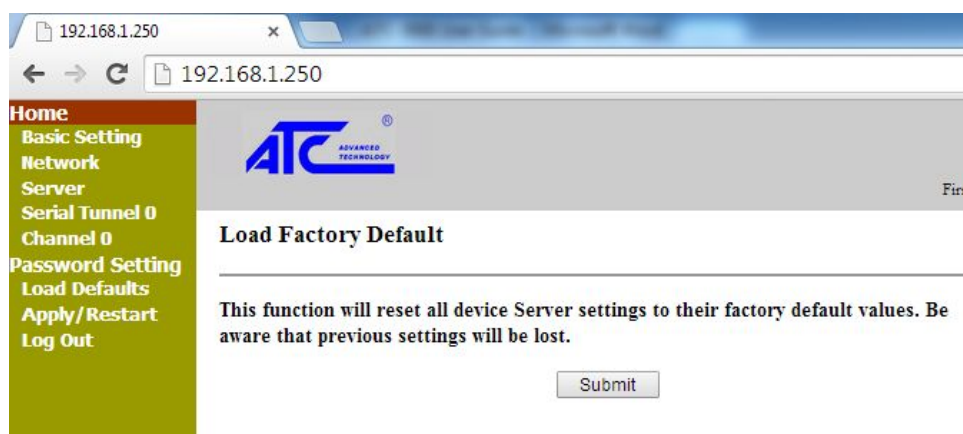 192.168.1.250
192.168.1.250
Home
Basic Setting
Network
Server
Serial Tunnel 0
Channel 0
Password Setting
Load Defaults
Apply/Restart
Log Out
ATC ADVANCED TECHNOLOGY ®
Load Factory Default
This function will reset all device Server settings to their factory default values. Be
aware that previous settings will be lost.
Submit